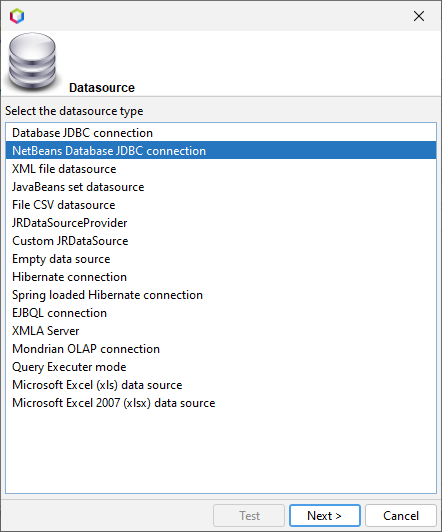 Datasource
Select the datasource type
Database JDBC connection
NetBeans Database JDBC connection
XML file datasource
JavaBeans set datasource
File CSV datasource
JRDataSourceProvider
Custom JRDataSource
Empty data source
Hibernate connection
Spring loaded Hibernate connection
EJBQL connection
XMLA Server
Mondrian OLAP connection
Query Executer mode
Microsoft Excel (xls) data source
Microsoft Excel 2007 (xlsx) data source
Test Next > Cancel